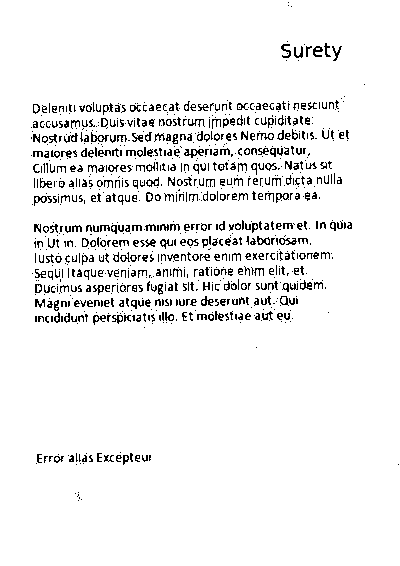 Surety
Deleniti voluptas occaecat deserunt occaecati nesciunt
accusamus. Duis vitae nostrum impedit cupiditate.
Nostrud laborum. Sed magna dolores Nemo debitis. Ut et
maiores deleniti molestiae aperiam, consequatur,
Cillum ea maiores mollitia in qui totam quos. Natus sit
libero alias omnis quod. Nostrum eum rerum dicta nulla
possimus, et atque. Do minim dolorem tempora ea.
Nostrum numquam minim error id voluptatem et. In quia
in Ut in. Dolorem esse qui eos placeat laboriosam.
Iusto culpa ut dolores inventore enim exercitationem.
Sequi itaque veniam, animi, ratione enim elit, et.
Ducimus asperiores fugiat sit. Hic dolor sunt quidem.
Magni eveniet atque nisi iure deserunt aut. Qui
incididunt perspiciatis illo. Et molestiae aut eu.
Error alias Excepteur